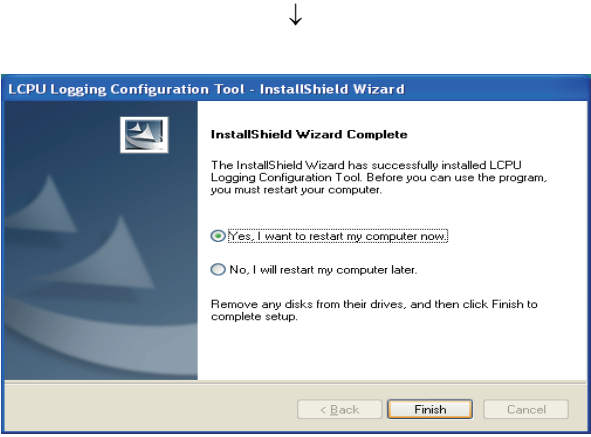 ↓
LCPU Logging Configuration Tool - InstallShield Wizard
InstallShield Wizard Complete
The InstallShield Wizard has successfully installed LCPU
Logging Configuration Tool. Before you can use the program,
you must restart your computer.
Yes, I want to restart my computer now.
No, I will restart my computer later.
Remove any disks from their drives, and then click Finish to
complete setup.
< Back Finish Cancel